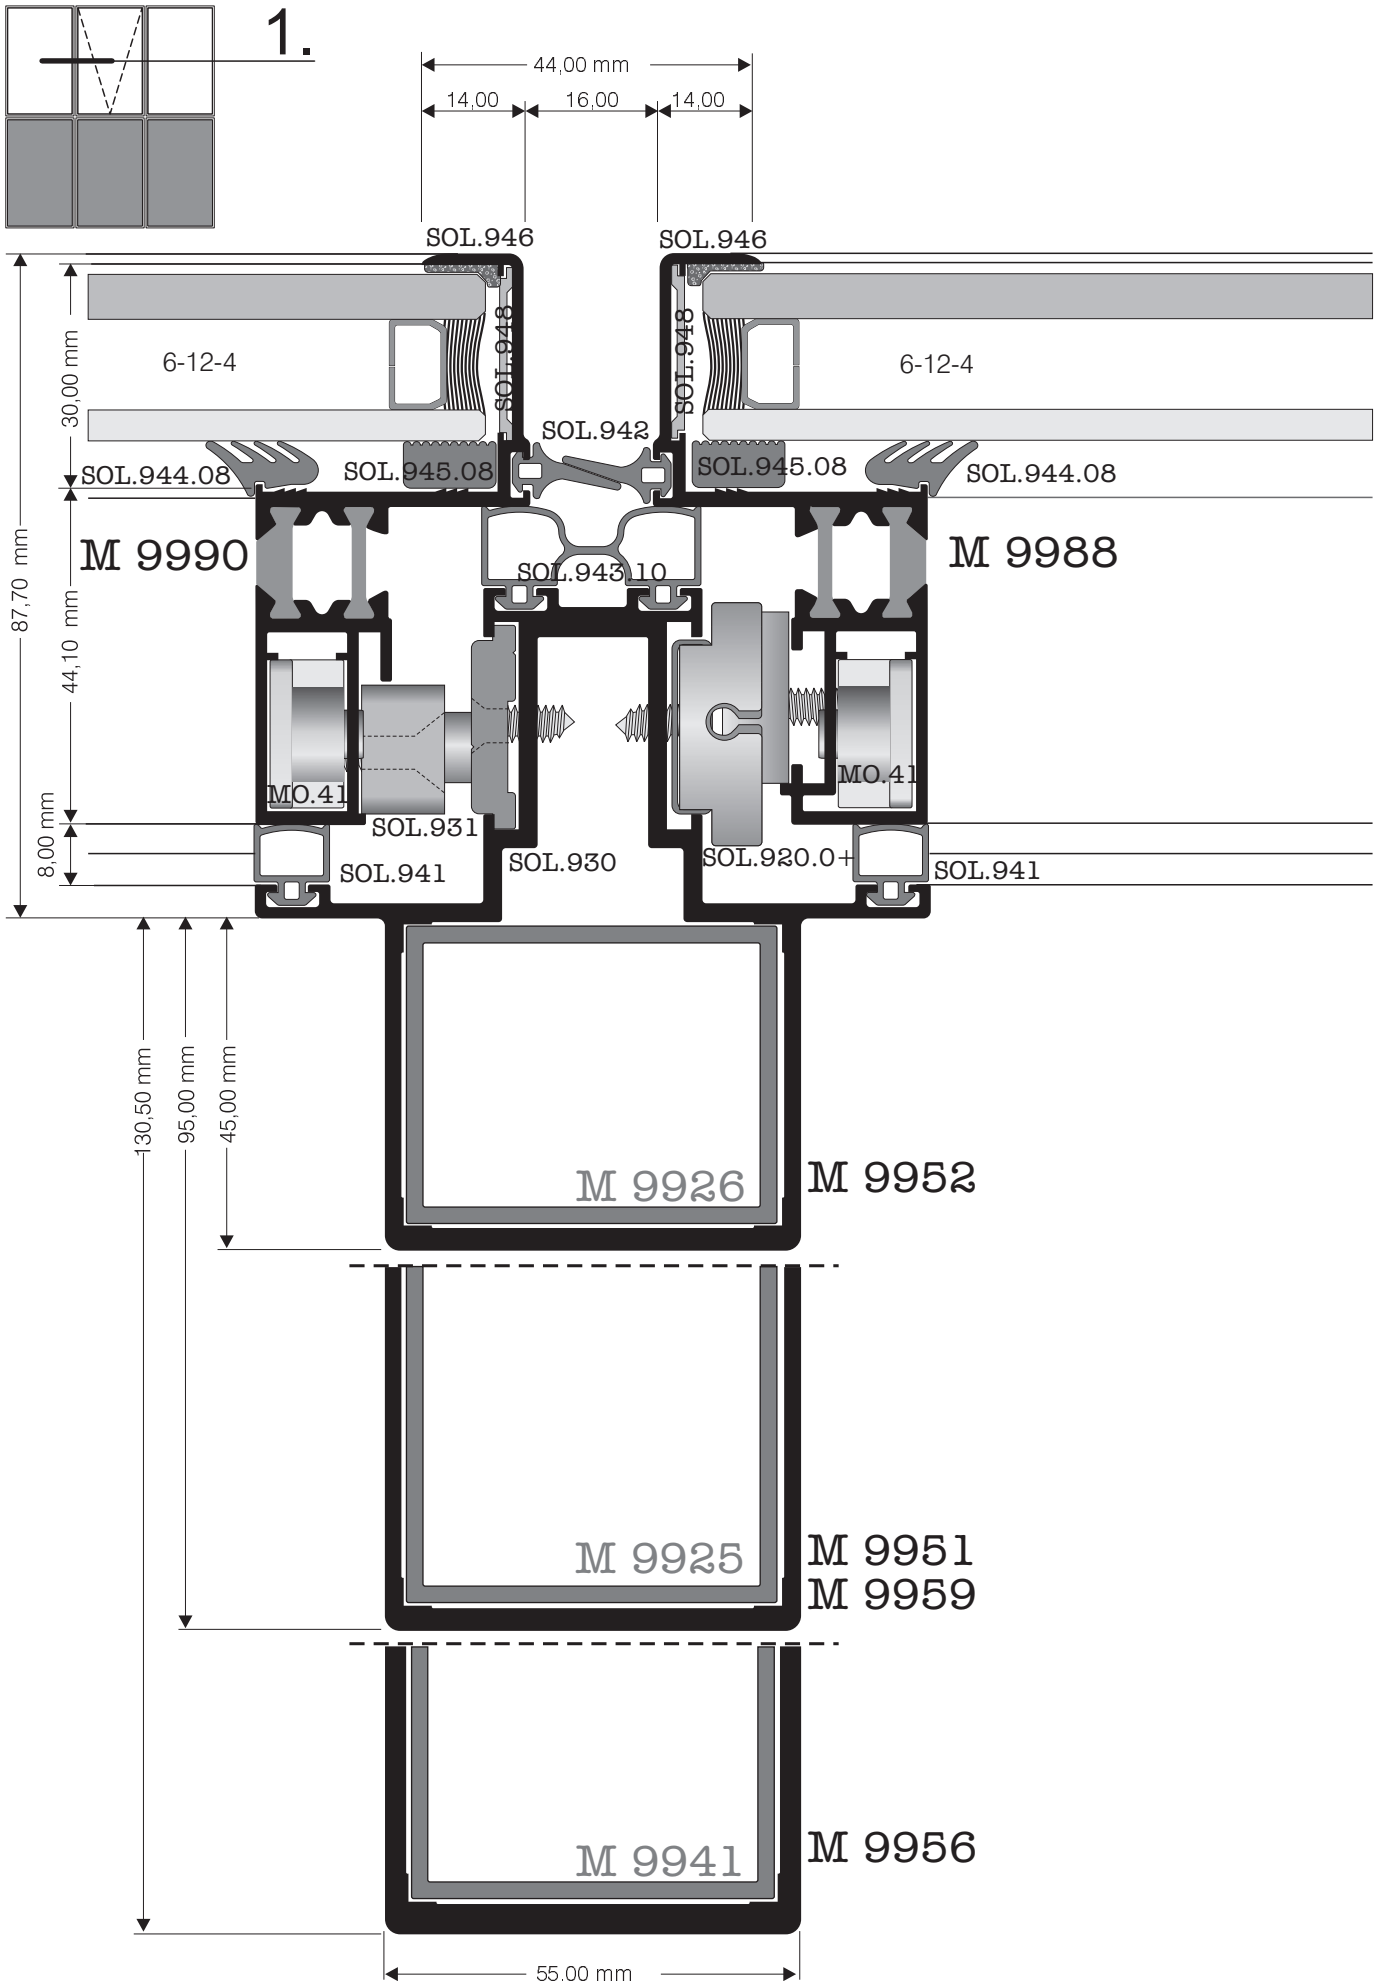 1.
44,00 mm
14,00
16,00
14,00
SOL.946
SOL.946
SOL.948
SOL.948
6-12-4
6-12-4
30,00 mm
SOL.942
SOL.944.08
SOL.945.08
SOL.945.08
SOL.944.08
M 9990
M 9988
SOL.943.10
87,70 mm
44,10 mm
MO.41
MO.41
SOL.931
8,00 mm
SOL.941
SOL.930
SOL.920.0+
SOL.941
130,50 mm
95,00 mm
45,00 mm
M 9926
M 9952
M 9925
M 9951
M 9959
M 9941
M 9956
55.00 mm